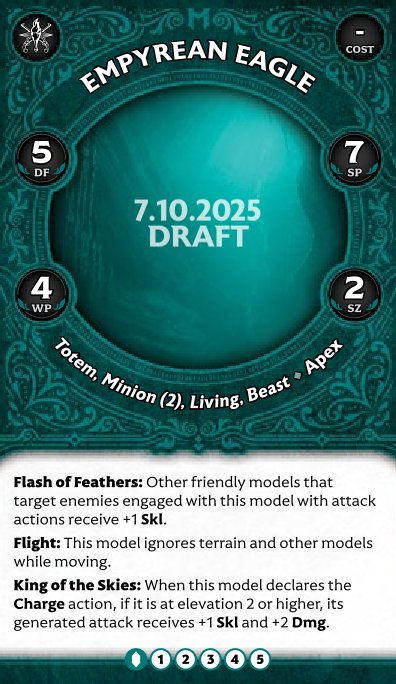 -
COST
EMPYREAN EAGLE
5
DF
7
SP
7.10.2025
DRAFT
4
WP
2
SZ
Totem, Minion (2), Living, Beast ◆ Apex
Flash of Feathers: Other friendly models that
target enemies engaged with this model with attack
actions receive +1 Skl.
Flight: This model ignores terrain and other models
while moving.
King of the Skies: When this model declares the
Charge action, if it is at elevation 2 or higher, its
generated attack receives +1 Skl and +2 Dmg.
1 2 3 4 5